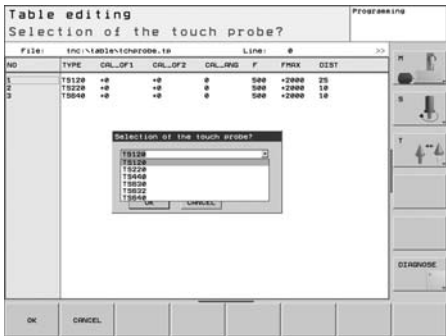 Table editing
Programming
Selection of the touch probe?
File: tnc:\table\tchprobe.tp Line: 0 >>
NO TYPE CAL_OF1 CAL_OF2 CAL_ANG F FMAX DIST
1 TS120 +0 +0 0 500 +2000 25
2 TS220 +0 +0 0 500 +2000 10
3 TS640 +0 +0 0 500 +2000 10
M
S
T
Selection of the touch probe?
TS120
TS120
TS220
TS440
TS630
TS632
TS640
OK CANCEL
DIAGNOSE
OK CANCEL